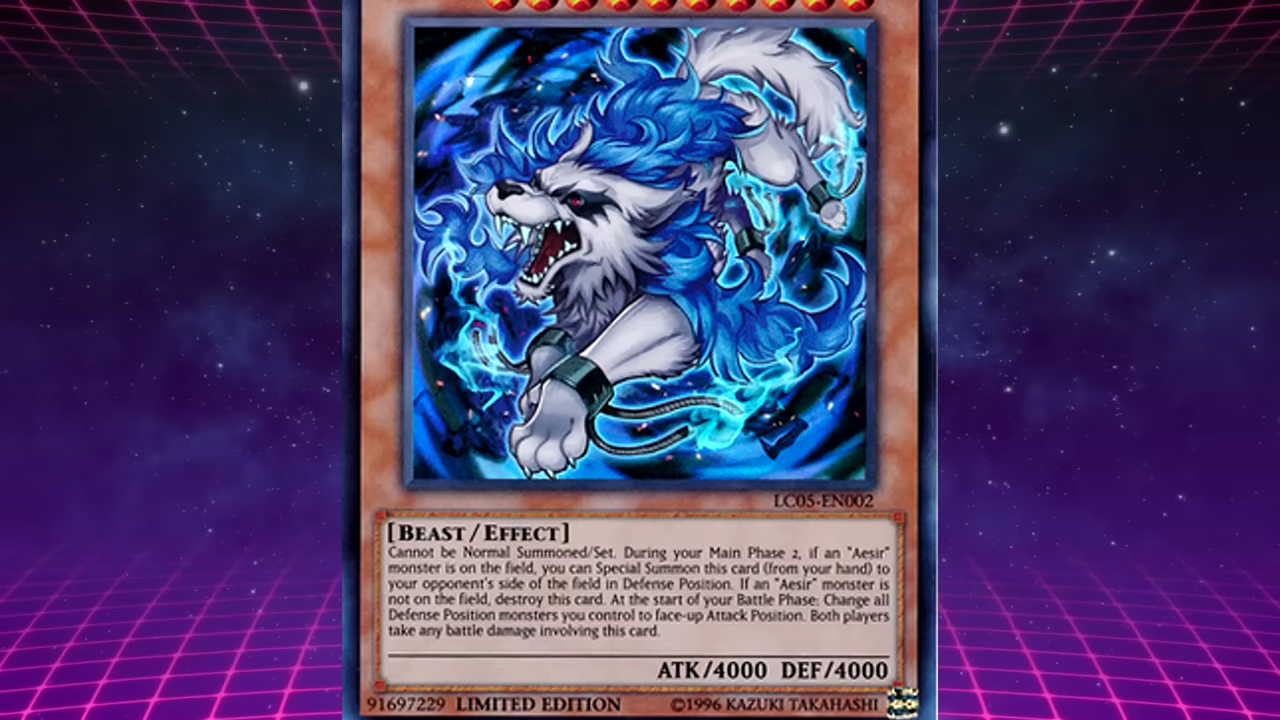 LC05-EN002
[BEAST/EFFECT]
Cannot be Normal Summoned/Set. During your Main Phase 2, if an "Aesir"
monster is on the field, you can Special Summon this card (from your hand) to
your opponent's side of the field in Defense Position. If an "Aesir" monster is
not on the field, destroy this card. At the start of your Battle Phase: Change all
Defense Position monsters you control to face-up Attack Position. Both players
take any battle damage involving this card.
ATK/4000 DEF/4000
91697229 LIMITED EDITION ©1996 KAZUKI TAKAHASHI